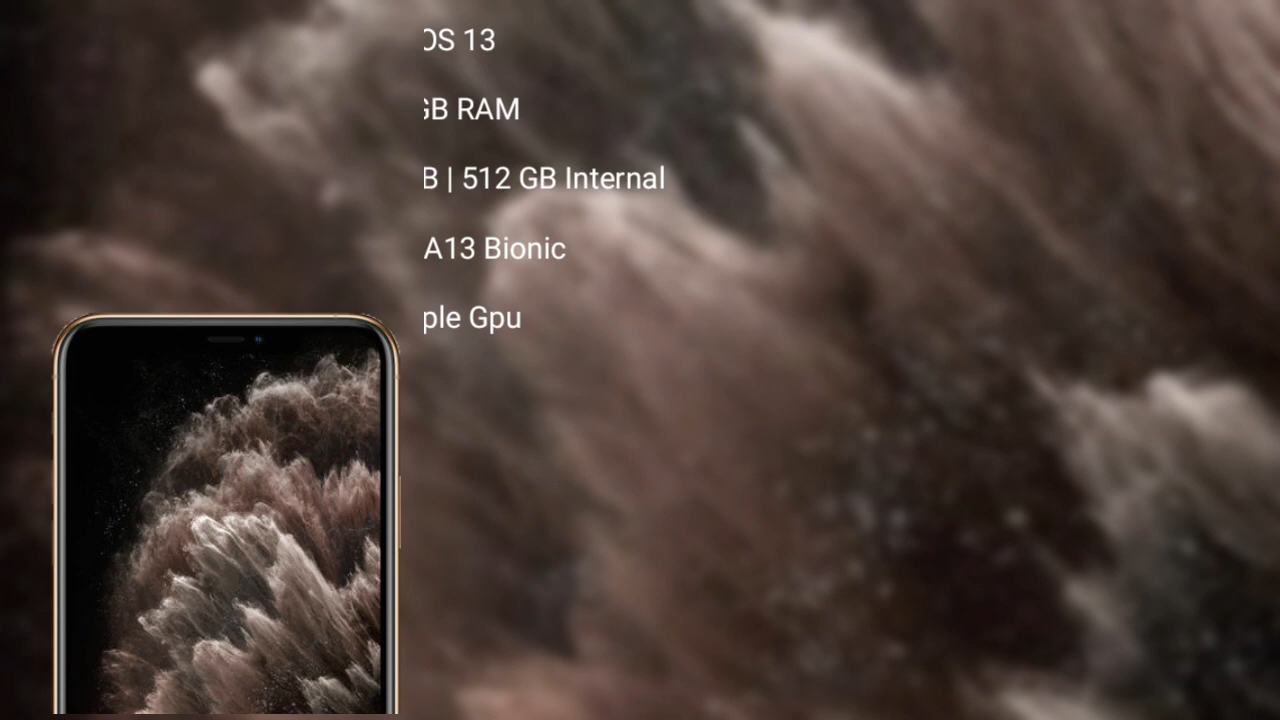 OS 13
GB RAM
B | 512 GB Internal
A13 Bionic
ple Gpu